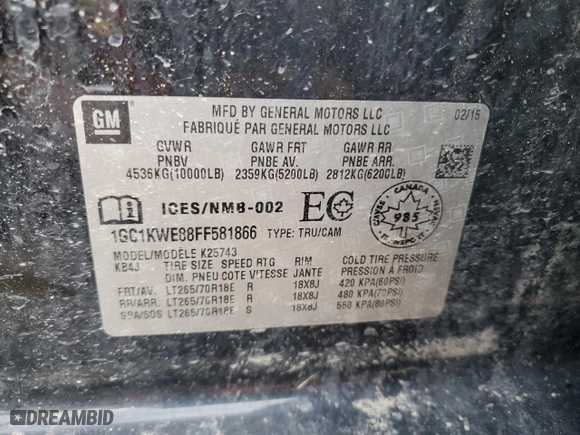 GM
MFD BY GENERAL MOTORS LLC 02/15
FABRIQUÉ PAR GENERAL MOTORS LLC
GVWR GAWR FRT GAWR RR
PNBV PNBE AV. PNBE ARR.
4536KG(10000LB) 2359KG(5200LB) 2812KG(6200LB)
ICES/NMB-002 EC CANADA 985
1GC1KWE88FF581866 TYPE: TRU/CAM
MODEL/MODÈLE K25743
KB4J TIRE SIZE SPEED RTG RIM COLD TIRE PRESSURE
DIM. PNEU COTE VITESSE JANTE PRESSION À FROID
FRT/AV. LT265/70R18E R 18X8J 420 KPA(60PSI)
RR/ARR. LT265/70R18E R 18X8J 480 KPA(70PSI)
SPA/SOS LT265/70R18E S 18X8J 550 KPA(80PSI)
DREAMBID